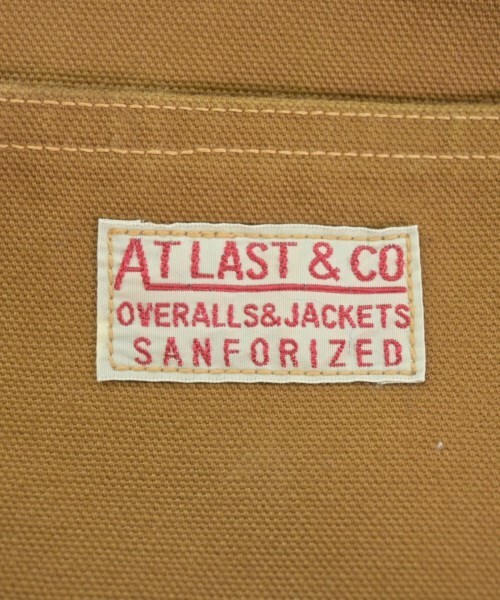 AT LAST & CO
OVERALLS&JACKETS
SANFORIZED